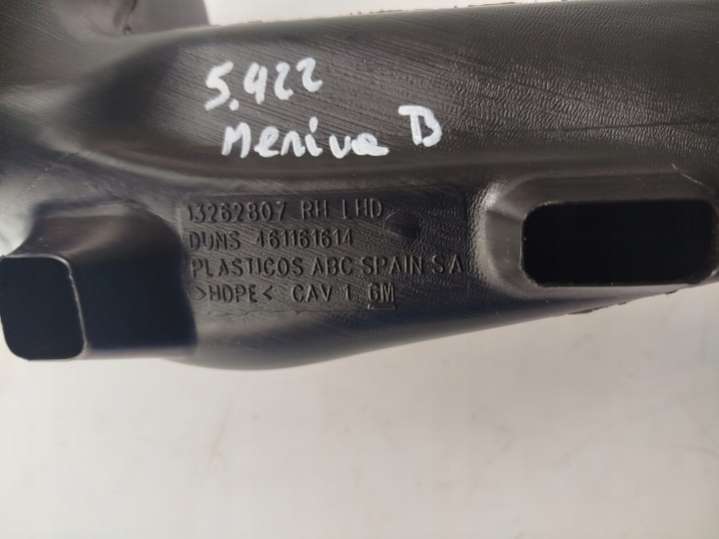 5.422
Meriva B
13262807 RH LHD
DUNS 461161614
PLASTICOS ABC SPAIN S A
>HDPE< CAV 1 GM